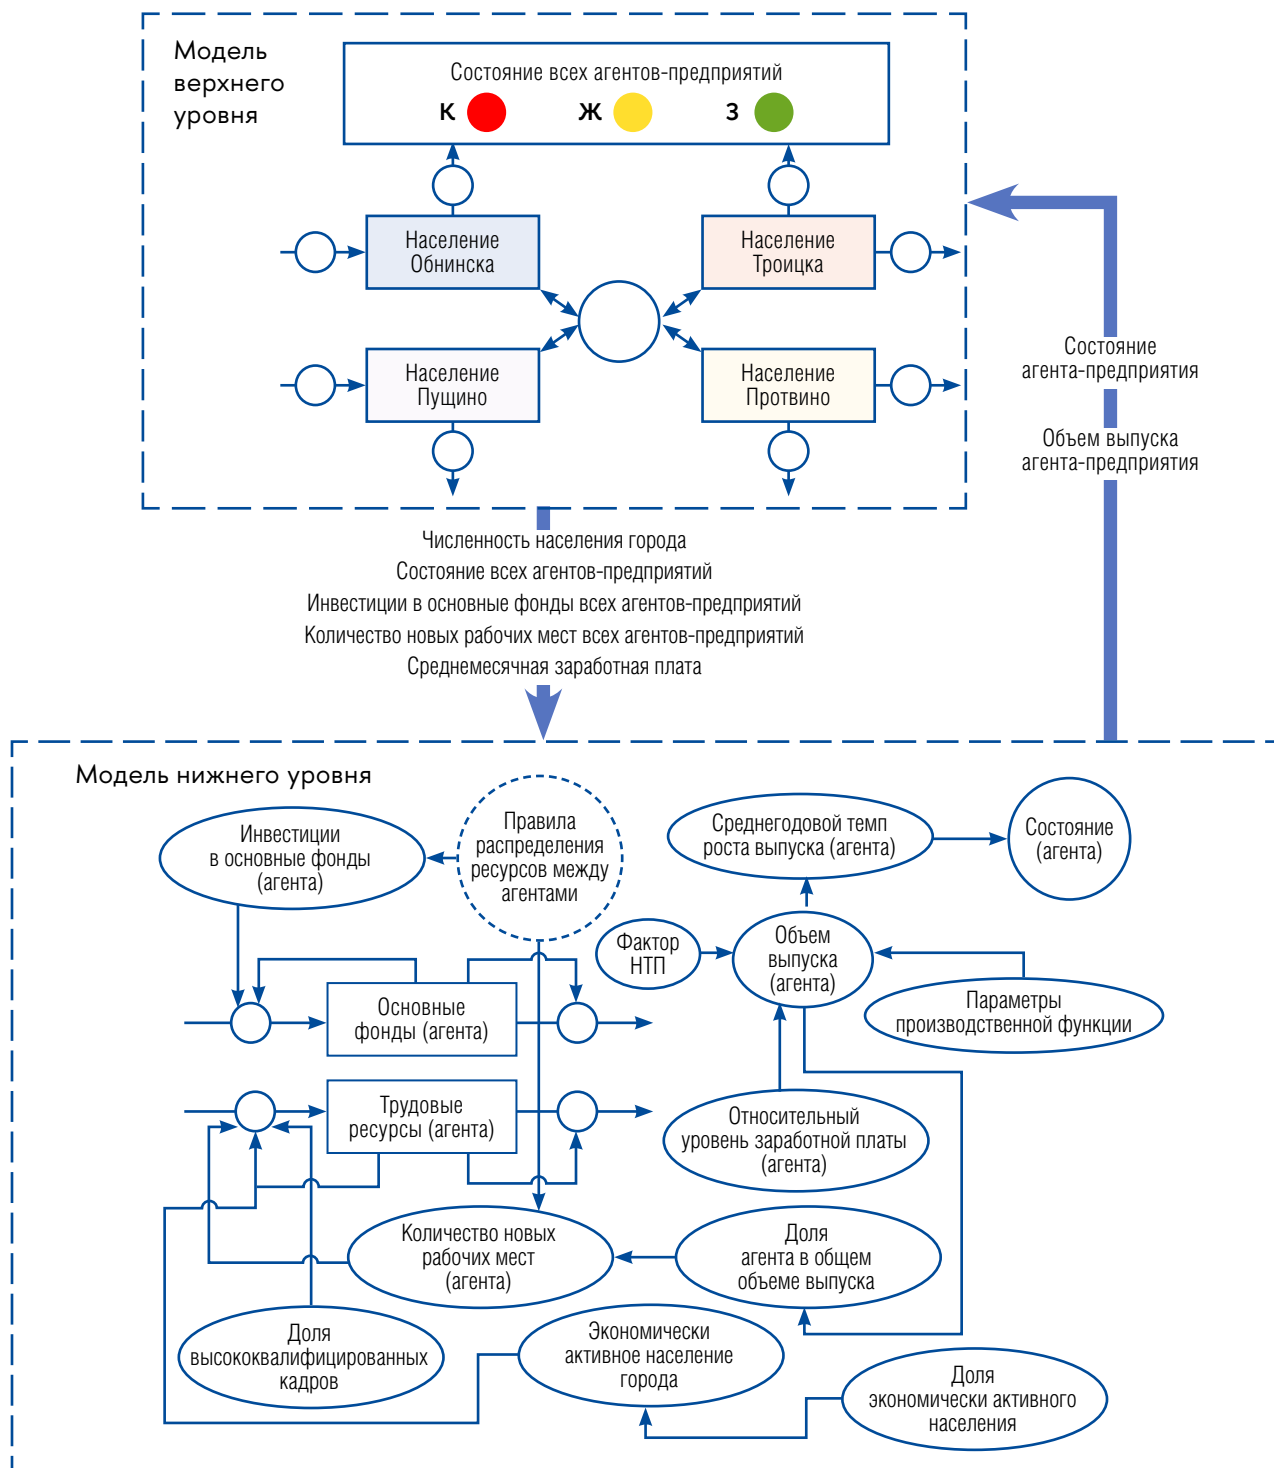 Модель
верхнего
уровня
Состояние всех агентов-предприятий
К
Ж
З
Население
Обнинска
Население
Троицка
Население
Пущино
Население
Протвино
Состояние
агента-предприятия
Объем выпуска
агента-предприятия
Численность населения города
Состояние всех агентов-предприятий
Инвестиции в основные фонды всех агентов-предприятий
Количество новых рабочих мест всех агентов-предприятий
Среднемесячная заработная плата
Модель нижнего уровня
Инвестиции
в основные фонды
(агента)
Правила
распределения
ресурсов между
агентами
Среднегодовой темп
роста выпуска (агента)
Состояние
(агента)
Фактор
НТП
Объем
выпуска
(агента)
Параметры
производственной функции
Основные
фонды (агента)
Трудовые
ресурсы (агента)
Относительный
уровень заработной платы
(агента)
Количество новых
рабочих мест
(агента)
Доля
агента в общем
объеме выпуска
Доля
высококвалифицированных
кадров
Экономически
активное население
города
Доля
экономически активного
населения